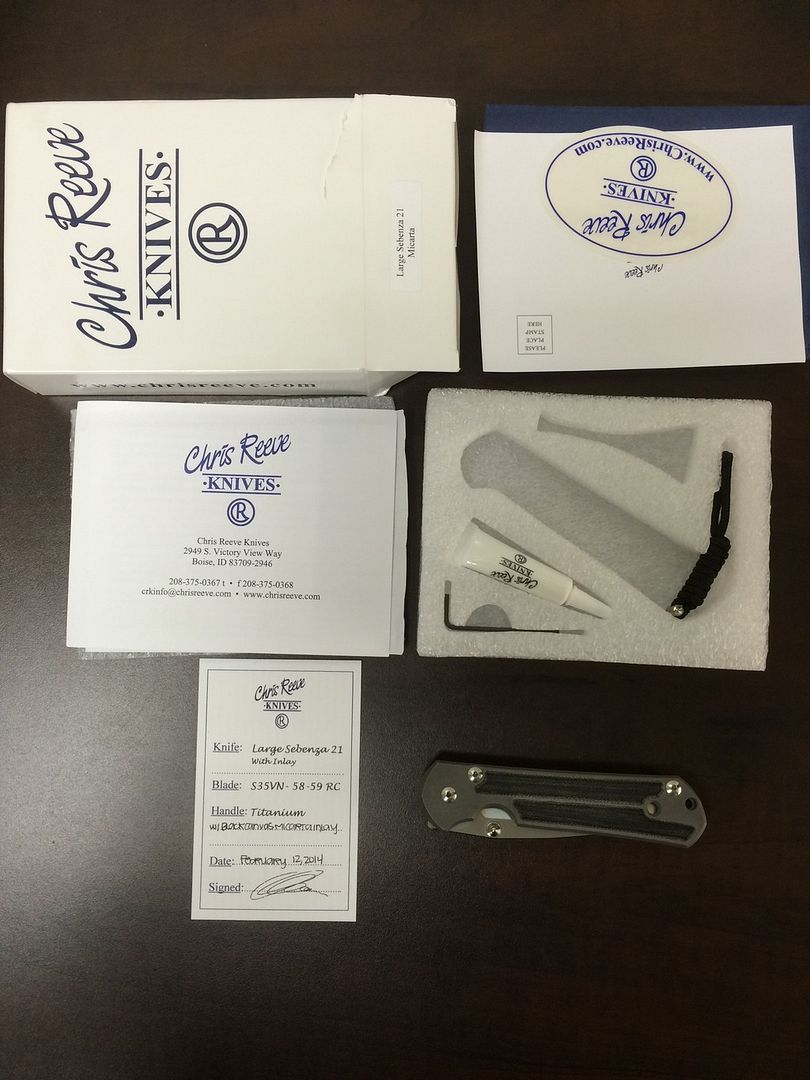 Chris Reeve
·KNIVES·
R
Large Sebenza 21
Micarta
www.chrisreeve.com
www.ChrisReeve.com
R
·KNIVES·
Chris Reeve
Chris Reeve
PLEASE
PLACE
STAMP
HERE
Chris Reeve
·KNIVES·
R
Chris Reeve Knives
2949 S. Victory View Way
Boise, ID 83709-2946
208-375-0367 t • f 208-375-0368
crkinfo@chrisreeve.com • www.chrisreeve.com
Chris Reeve
·KNIVES·
R
Chris Reeve
·KNIVES·
R
Knife: Large Sebenza 21
With Inlay
Blade: S35VN - 58-59 RC
Handle: Titanium
w/ Black canvas micarta inlay
Date: February 12, 2014
Signed: